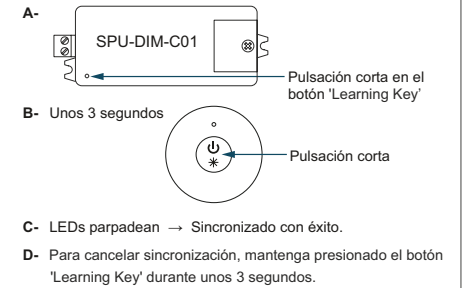 A-
SPU-DIM-C01
Pulsación corta en el
botón 'Learning Key'
B- Unos 3 segundos
Pulsación corta
C- LEDs parpadean → Sincronizado con éxito.
D- Para cancelar sincronización, mantenga presionado el botón
'Learning Key' durante unos 3 segundos.